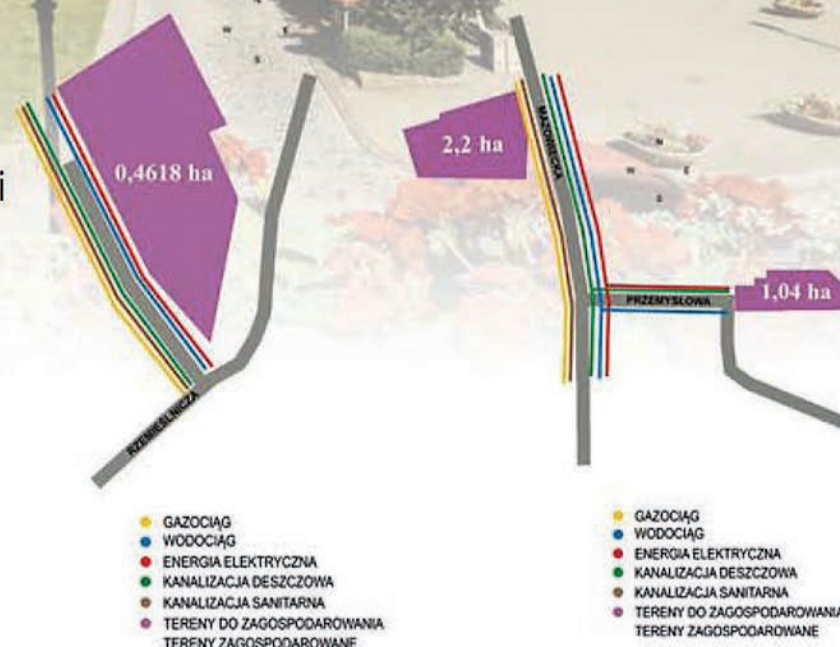 N
W E
S
i
0,4618 ha
RZEMIEŚLNICZA
GAZOCIĄG
WODOCIĄG
ENERGIA ELEKTRYCZNA
KANALIZACJA DESZCZOWA
KANALIZACJA SANITARNA
TERENY DO ZAGOSPODAROWANIA
TERENY ZAGOSPODAROWANE
MAZOWIECKA
2,2 ha
N
W E
S
PRZEMYSŁOWA
1,04 ha
GAZOCIĄG
WODOCIĄG
ENERGIA ELEKTRYCZNA
KANALIZACJA DESZCZOWA
KANALIZACJA SANITARNA
TERENY DO ZAGOSPODAROWANIA
TERENY ZAGOSPODAROWANE